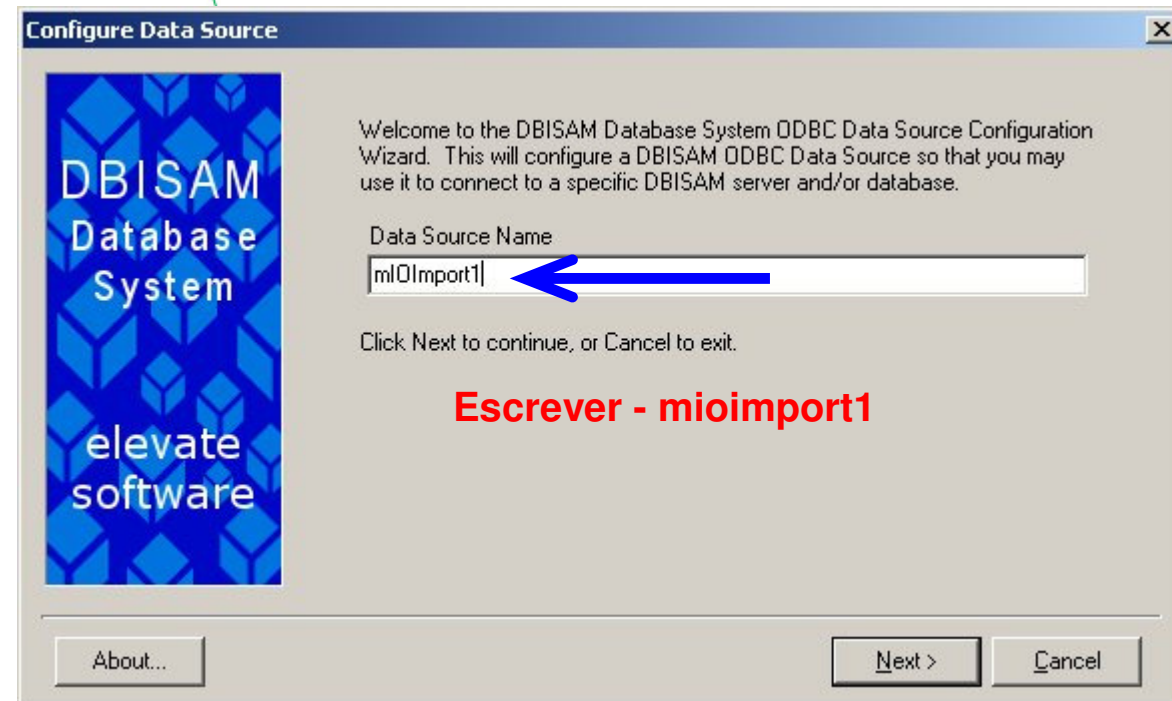 Configure Data Source
DBISAM
Database
System
elevate
software
Welcome to the DBISAM Database System ODBC Data Source Configuration
Wizard.  This will configure a DBISAM ODBC Data Source so that you may
use it to connect to a specific DBISAM server and/or database.
Data Source Name
mIOImport1
Click Next to continue, or Cancel to exit.
Escrever - mioimport1
About...
Next >
Cancel